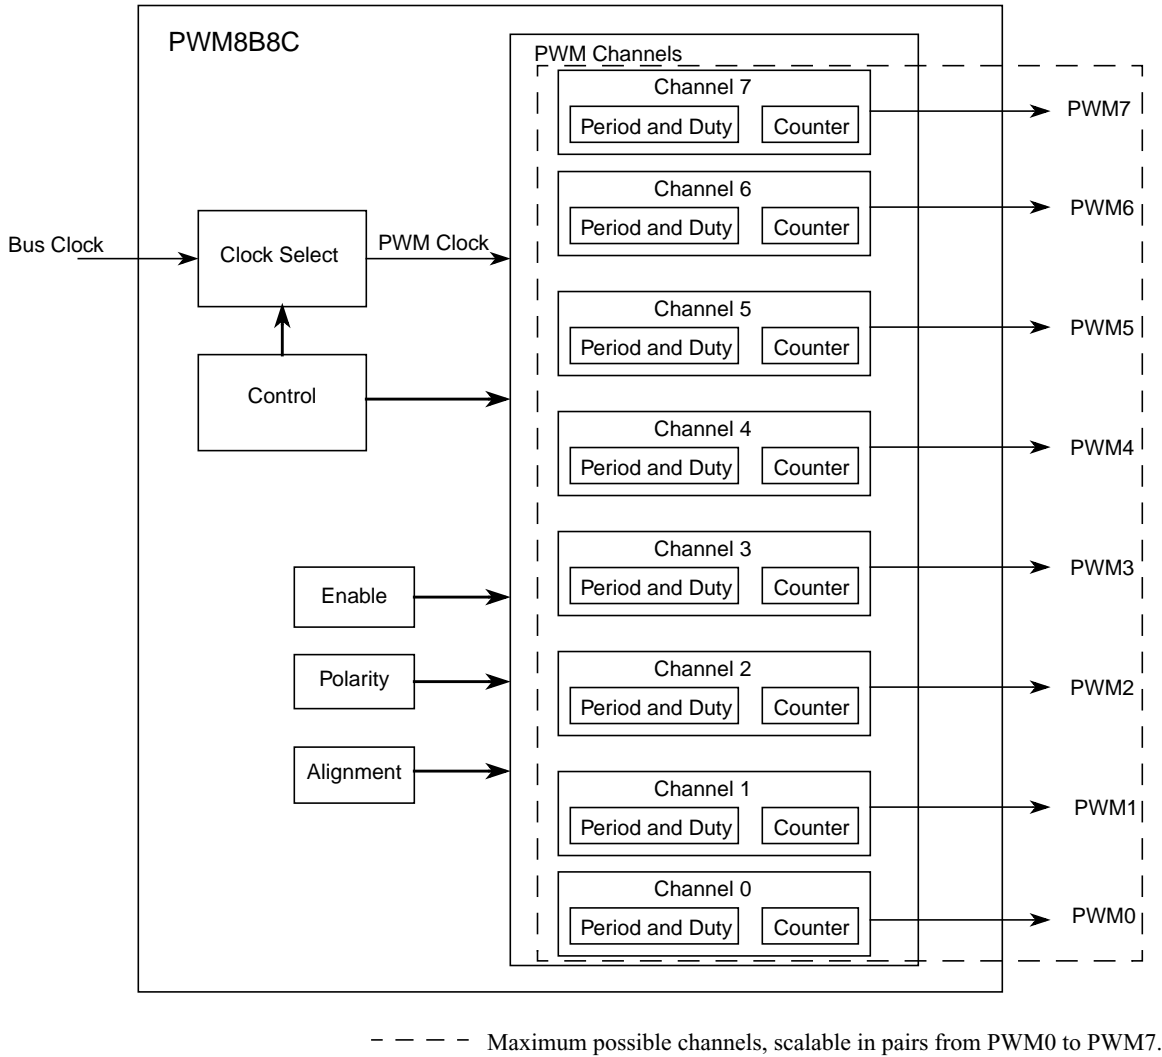 PWM8B8C
PWM Channels
Channel 7
Period and Duty Counter
PWM7
Channel 6
Period and Duty Counter
PWM6
Bus Clock
Clock Select
PWM Clock
Channel 5
Period and Duty Counter
PWM5
Control
Channel 4
Period and Duty Counter
PWM4
Channel 3
Period and Duty Counter
PWM3
Enable
Channel 2
Period and Duty Counter
PWM2
Polarity
Alignment
Channel 1
Period and Duty Counter
PWM1
Channel 0
Period and Duty Counter
PWM0
Maximum possible channels, scalable in pairs from PWM0 to PWM7.